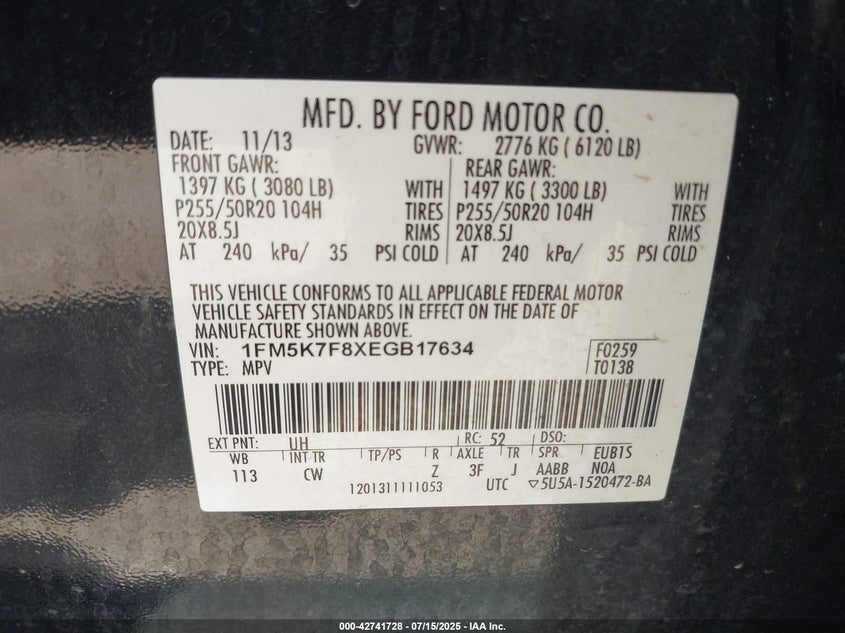 MFD. BY FORD MOTOR CO.
DATE: 11/13 GVWR: 2776 KG ( 6120 LB)
FRONT GAWR: REAR GAWR:
1397 KG ( 3080 LB) WITH 1497 KG ( 3300 LB) WITH
P255/50R20 104H TIRES P255/50R20 104H TIRES
20X8.5J RIMS 20X8.5J RIMS
AT 240 kPa/ 35 PSI COLD AT 240 kPa/ 35 PSI COLD
THIS VEHICLE CONFORMS TO ALL APPLICABLE FEDERAL MOTOR
VEHICLE SAFETY STANDARDS IN EFFECT ON THE DATE OF
MANUFACTURE SHOWN ABOVE.
VIN: 1FM5K7F8XEGB17634 F0259
TYPE: MPV T0138
EXT PNT: UH RC: 52 DSO:
WB INT TR TP/PS R AXLE TR SPR EUB1S
113 CW Z 3F J AABB N0A
1201311111053 UTC ▽5U5A-1520472-BA
000-42741728 - 07/15/2025 - IAA Inc.